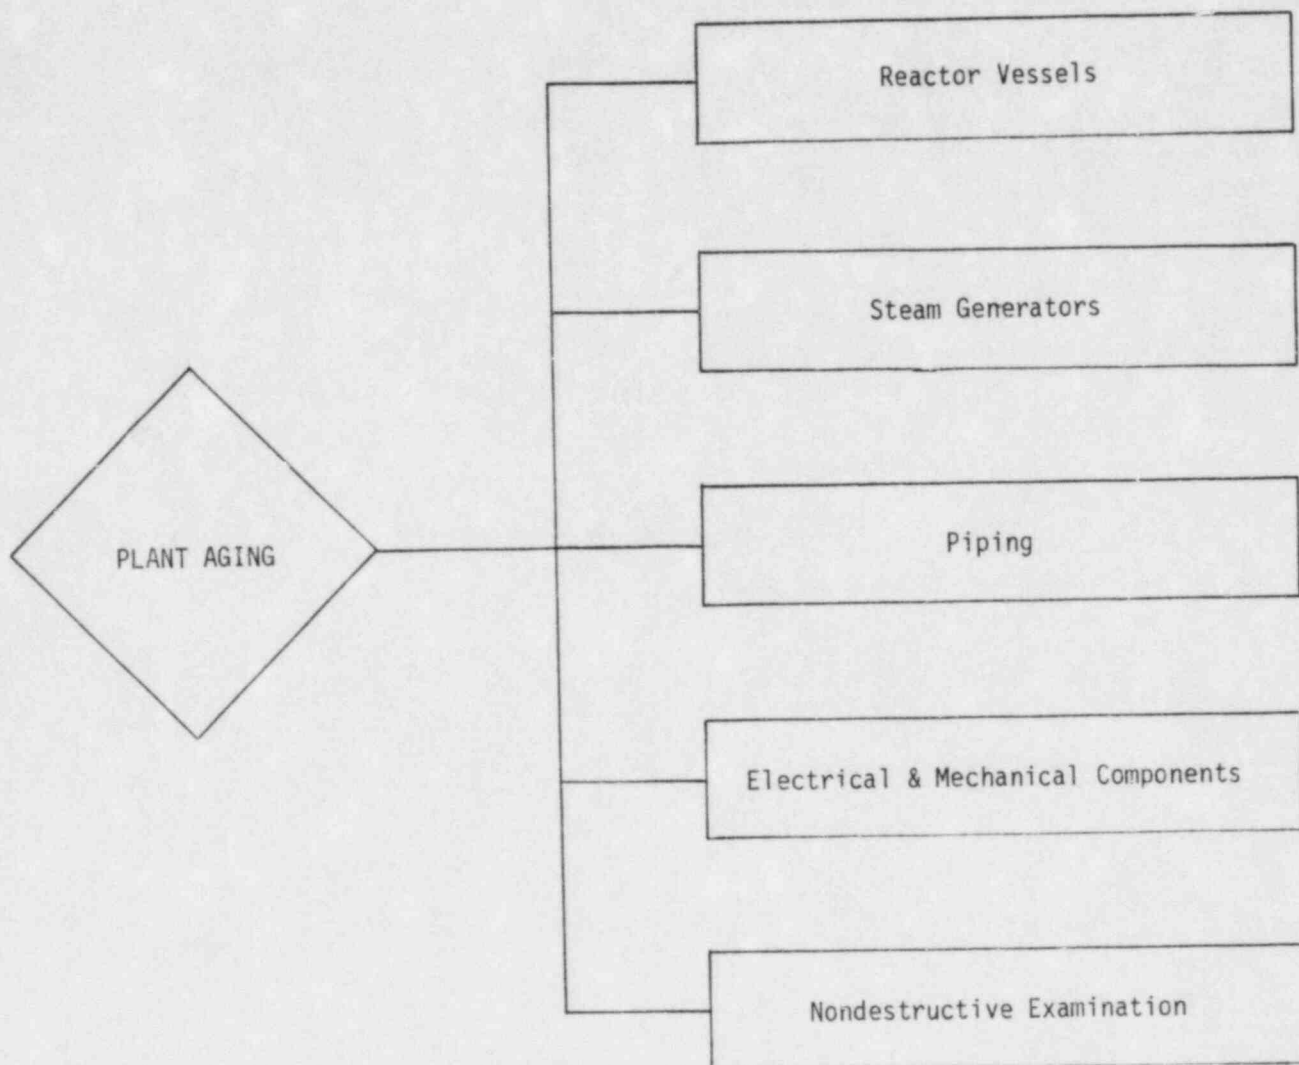 Reactor Vessels
Steam Generators
PLANT AGING
Piping
Electrical & Mechanical Components
Nondestructive Examination